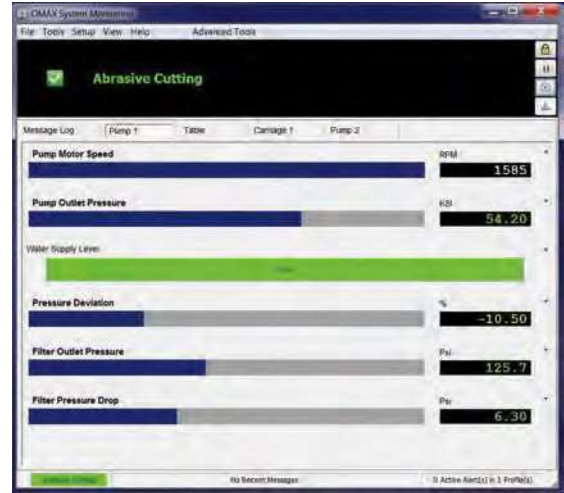 OMAX System Monitoring
File Tools Setup View Help Advanced Tools
Abrasive Cutting
Message Log Pump 1 Table Carriage 1 Pump 2
Pump Motor Speed RPM
1585
Pump Outlet Pressure KSI
54.20
Water Supply Level
Pressure Deviation %
-10.50
Filter Outlet Pressure Psi
125.7
Filter Pressure Drop Psi
6.30
Abrasive Cutting No Recent Messages 0 Active Alert(s) in 1 Profile(s)